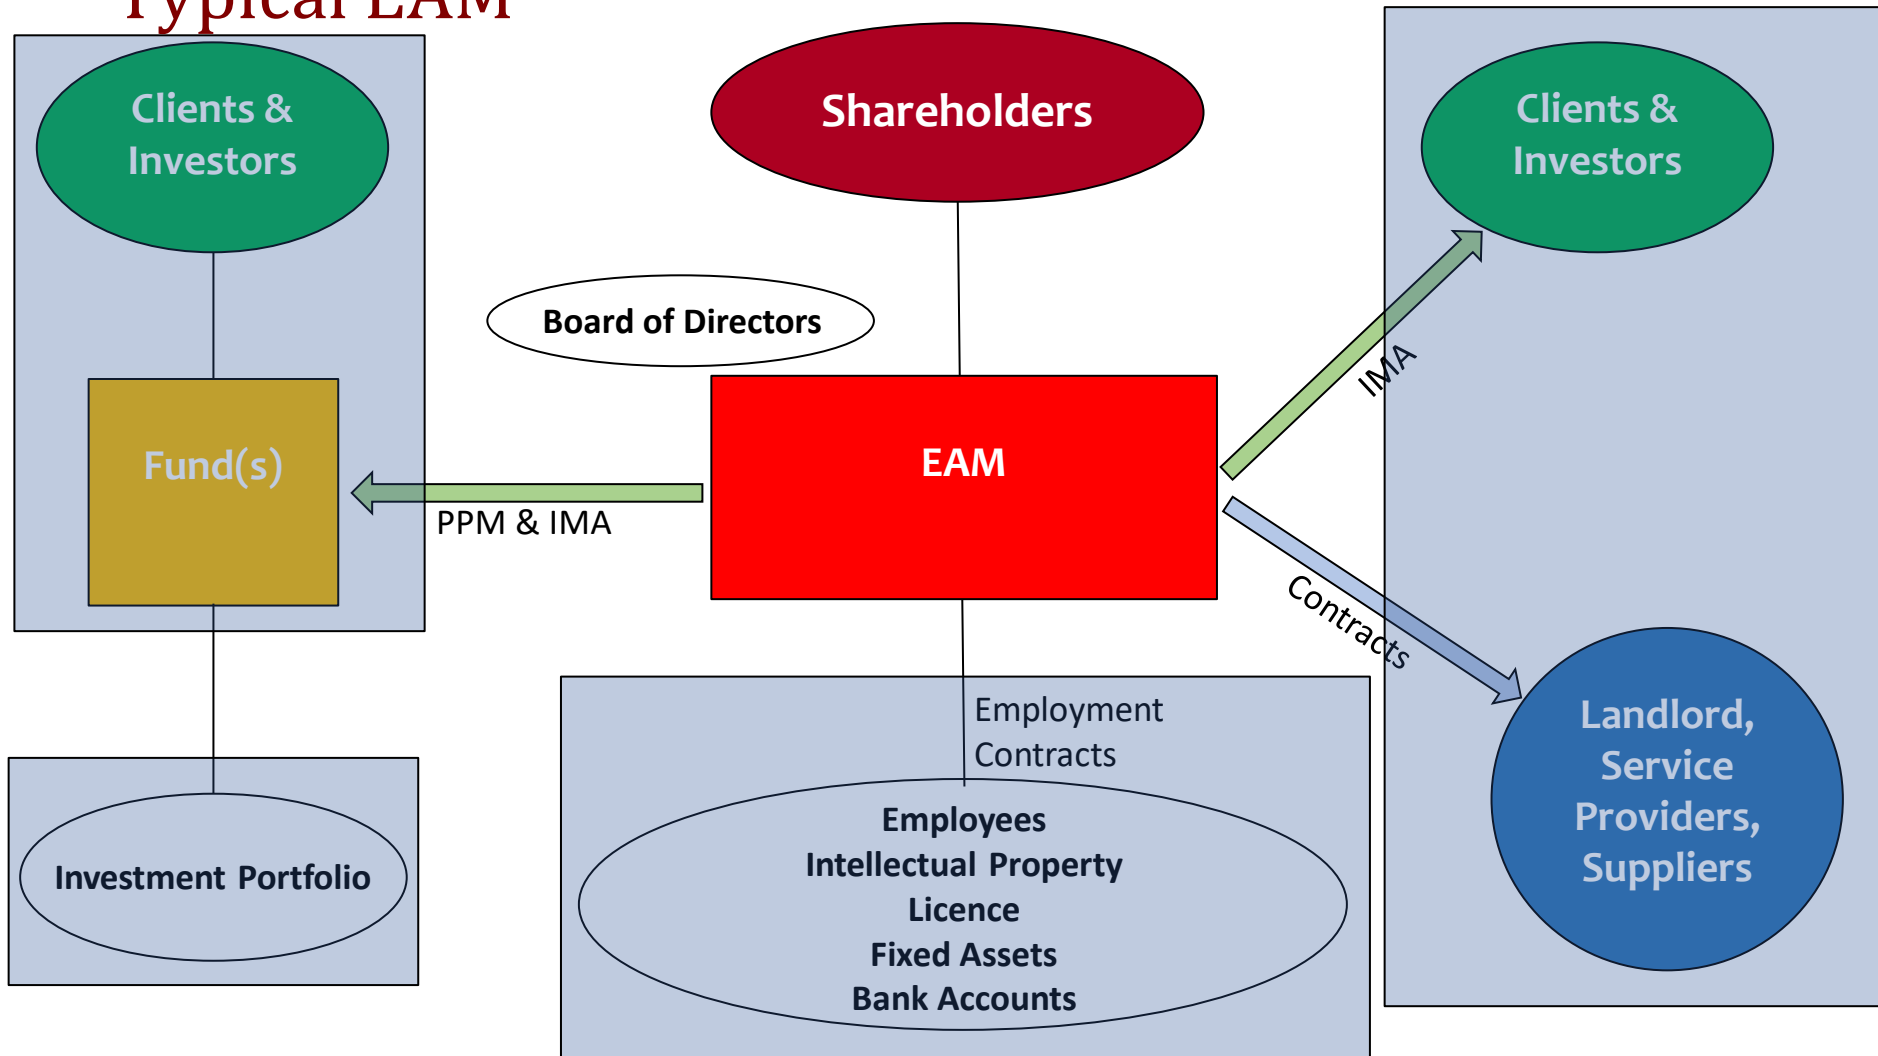 Typical EAM
Clients &
Investors
Shareholders
Clients &
Investors
Board of Directors
IMA
Fund(s)
EAM
PPM & IMA
Contracts
Employment
Contracts
Landlord,
Service
Providers,
Suppliers
Employees
Intellectual Property
Licence
Fixed Assets
Bank Accounts
Investment Portfolio